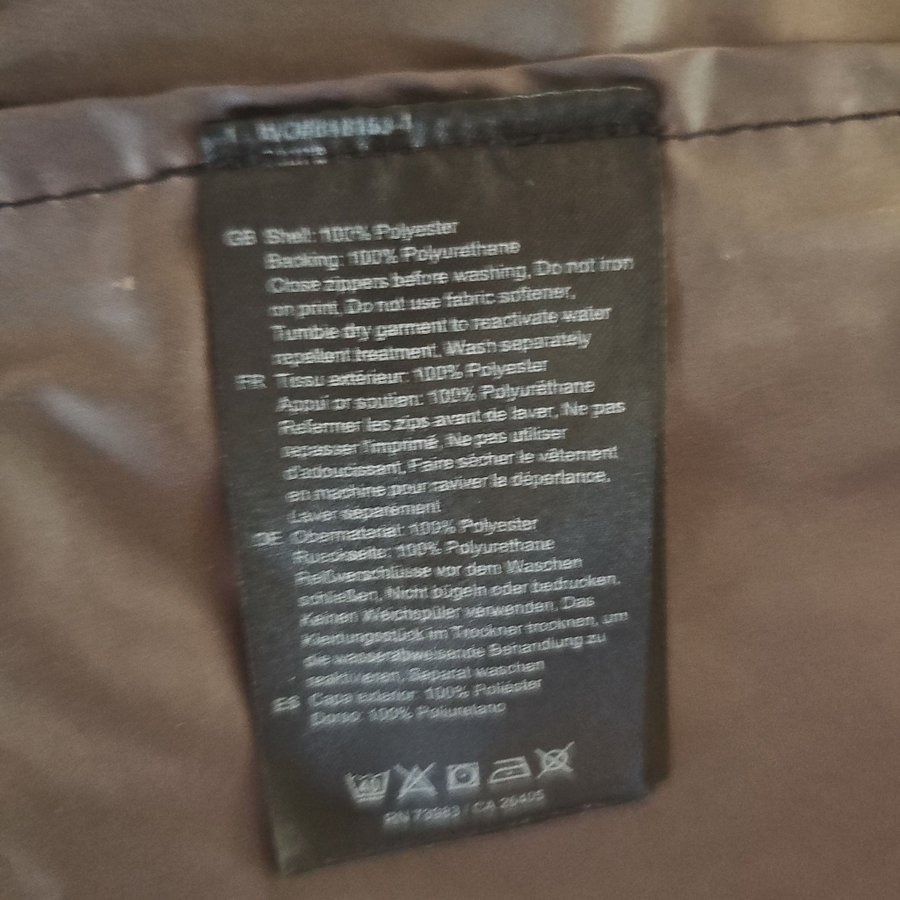 GB Shell: 100% Polyester
Backing: 100% Polyurethane
Close zippers before washing. Do not iron
on print. Do not use fabric softener.
Tumble dry garment to reactivate water
repellent treatment. Wash separately
FR Tissu extérieur: 100% Polyester
Appui or soutien: 100% Polyuréthane
Refermer les zips avant de laver. Ne pas
repasser l'imprimé. Ne pas utiliser
d'adoucissant. Faire sécher le vêtement
en machine pour raviver le déperlance.
Laver séparément
DE Obermaterial: 100% Polyester
Rueckseite: 100% Polyurethane
Reißverschlüsse vor dem Waschen
schließen. Nicht bügeln oder bedrucken.
Keinen Weichspüler verwenden. Das
Kleidungsstück im Trockner trocknen, um
die wasserabweisende Behandlung zu
reaktivieren. Separat waschen
ES Capa exterior: 100% Poliéster
Dorso: 100% Poliuretano
RN 73983 / CA 26405